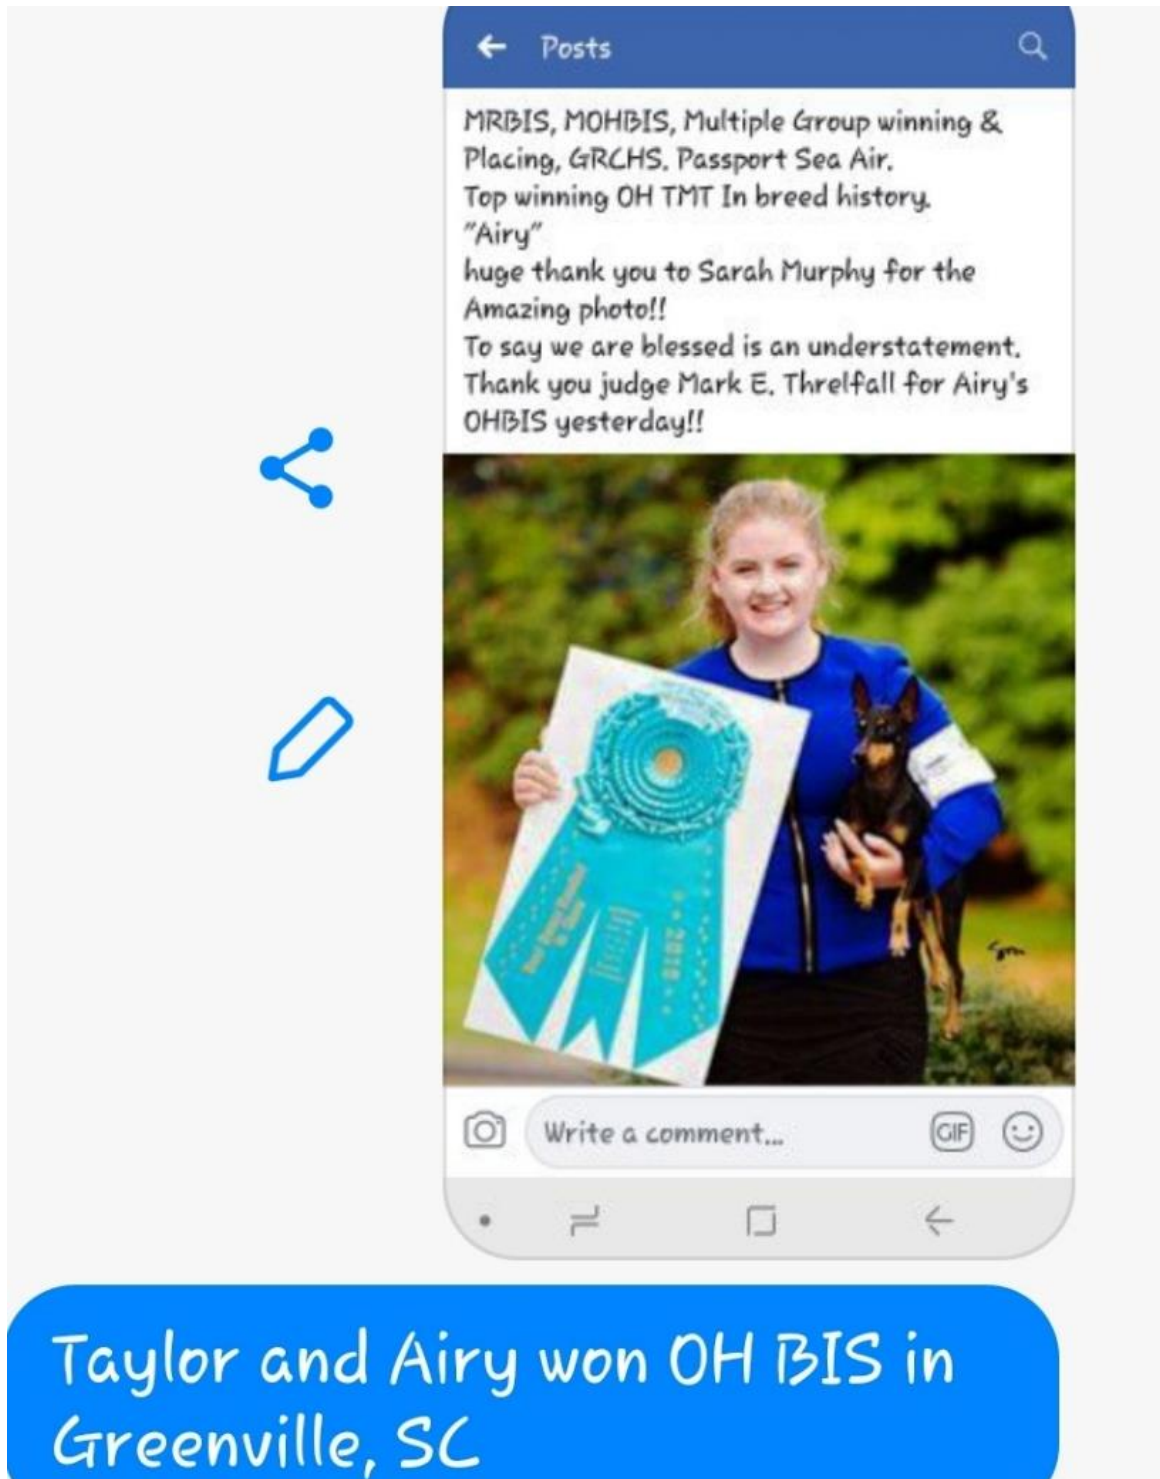 Posts
MRBIS, MOHBIS, Multiple Group winning &
Placing, GRCHS. Passport Sea Air.
Top winning OH TMT In breed history.
"Airy"
huge thank you to Sarah Murphy for the
Amazing photo!!
To say we are blessed is an understatement.
Thank you judge Mark E. Threlfall for Airy's
OHBIS yesterday!!
2018
Write a comment...
GIF
Taylor and Airy won OH BIS in
Greenville, SC